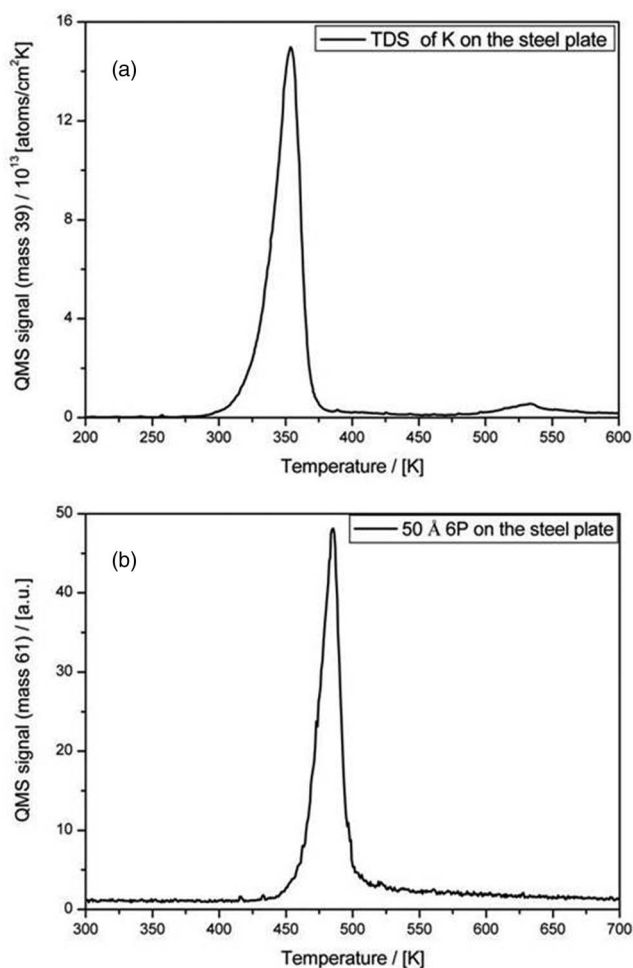 16
12
8
4
0
QMS signal (mass 39) / 10¹³ [atoms/cm²K]
(a)
TDS of K on the steel plate
200 250 300 350 400 450 500 550 600
Temperature / [K]
50
40
30
20
10
0
QMS signal (mass 61) / [a.u.]
(b)
50 Å 6P on the steel plate
300 350 400 450 500 550 600 650 700
Temperature / [K]